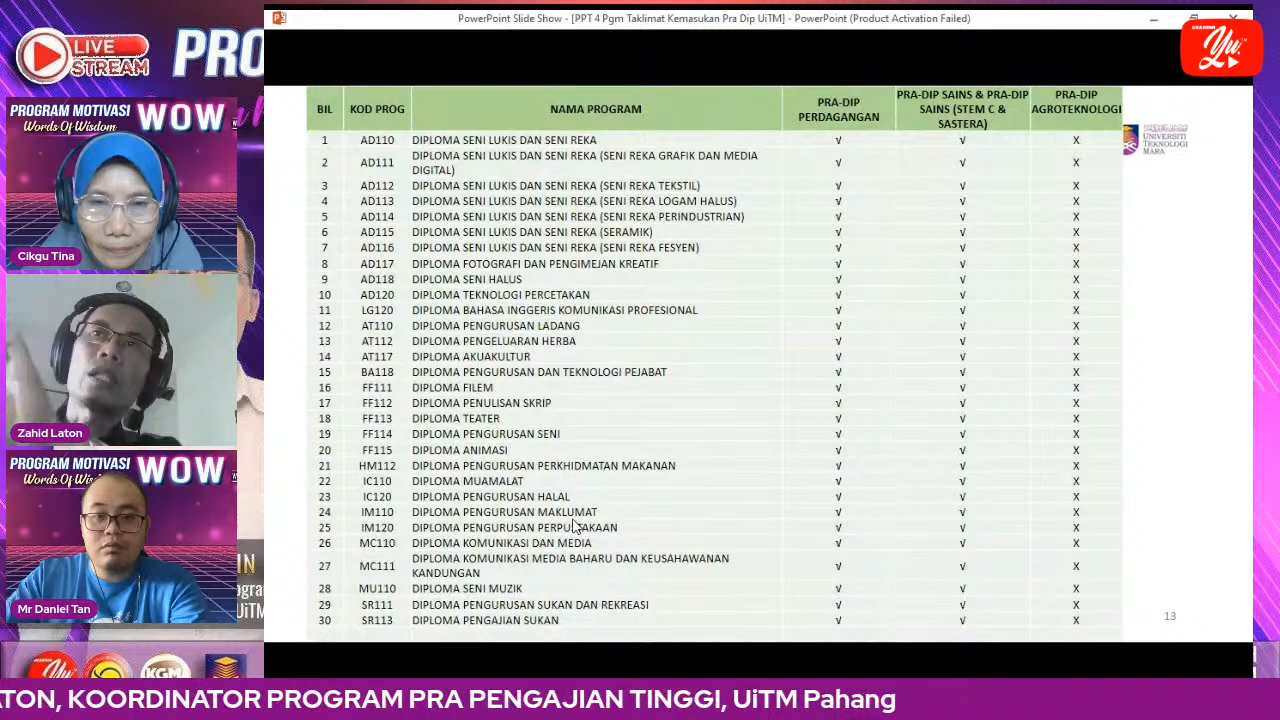 PowerPoint Slide Show - [PPT 4 Pgm Taklimat Kemasukan Pra Dip UiTM] - PowerPoint (Product Activation Failed)
LIVE
STREAM
PRO
AKADEMI
Yu
PROGRAM MOTIVASI
Words Of Wisdom
WOW
Cikgu Tina
Zahid Laton
PROGRAM MOTIVASI
WOW
Mr Daniel Tan
UNIVERSITI
TEKNOLOGI
MARA
BIL KOD PROG NAMA PROGRAM PRA-DIP PERDAGANGAN PRA-DIP SAINS & PRA-DIP SAINS (STEM C & SASTERA) PRA-DIP AGROTEKNOLOGI
1 AD110 DIPLOMA SENI LUKIS DAN SENI REKA √ √ X
2 AD111 DIPLOMA SENI LUKIS DAN SENI REKA (SENI REKA GRAFIK DAN MEDIA DIGITAL) √ √ X
3 AD112 DIPLOMA SENI LUKIS DAN SENI REKA (SENI REKA TEKSTIL) √ √ X
4 AD113 DIPLOMA SENI LUKIS DAN SENI REKA (SENI REKA LOGAM HALUS) √ √ X
5 AD114 DIPLOMA SENI LUKIS DAN SENI REKA (SENI REKA PERINDUSTRIAN) √ √ X
6 AD115 DIPLOMA SENI LUKIS DAN SENI REKA (SERAMIK) √ √ X
7 AD116 DIPLOMA SENI LUKIS DAN SENI REKA (SENI REKA FESYEN) √ √ X
8 AD117 DIPLOMA FOTOGRAFI DAN PENGIMEJAN KREATIF √ √ X
9 AD118 DIPLOMA SENI HALUS √ √ X
10 AD120 DIPLOMA TEKNOLOGI PERCETAKAN √ √ X
11 LG120 DIPLOMA BAHASA INGGERIS KOMUNIKASI PROFESIONAL √ √ X
12 AT110 DIPLOMA PENGURUSAN LADANG √ √ X
13 AT112 DIPLOMA PENGELUARAN HERBA √ √ X
14 AT117 DIPLOMA AKUAKULTUR √ √ X
15 BA118 DIPLOMA PENGURUSAN DAN TEKNOLOGI PEJABAT √ √ X
16 FF111 DIPLOMA FILEM √ √ X
17 FF112 DIPLOMA PENULISAN SKRIP √ √ X
18 FF113 DIPLOMA TEATER √ √ X
19 FF114 DIPLOMA PENGURUSAN SENI √ √ X
20 FF115 DIPLOMA ANIMASI √ √ X
21 HM112 DIPLOMA PENGURUSAN PERKHIDMATAN MAKANAN √ √ X
22 IC110 DIPLOMA MUAMALAT √ √ X
23 IC120 DIPLOMA PENGURUSAN HALAL √ √ X
24 IM110 DIPLOMA PENGURUSAN MAKLUMAT √ √ X
25 IM120 DIPLOMA PENGURUSAN PERPUSTAKAAN √ √ X
26 MC110 DIPLOMA KOMUNIKASI DAN MEDIA √ √ X
27 MC111 DIPLOMA KOMUNIKASI MEDIA BAHARU DAN KEUSAHAWANAN KANDUNGAN √ √ X
28 MU110 DIPLOMA SENI MUZIK √ √ X
29 SR111 DIPLOMA PENGURUSAN SUKAN DAN REKREASI √ √ X
30 SR113 DIPLOMA PENGAJIAN SUKAN √ √ X
13
KGM
ATON, KOORDINATOR PROGRAM PRA PENGAJIAN TINGGI, UiTM Pahang